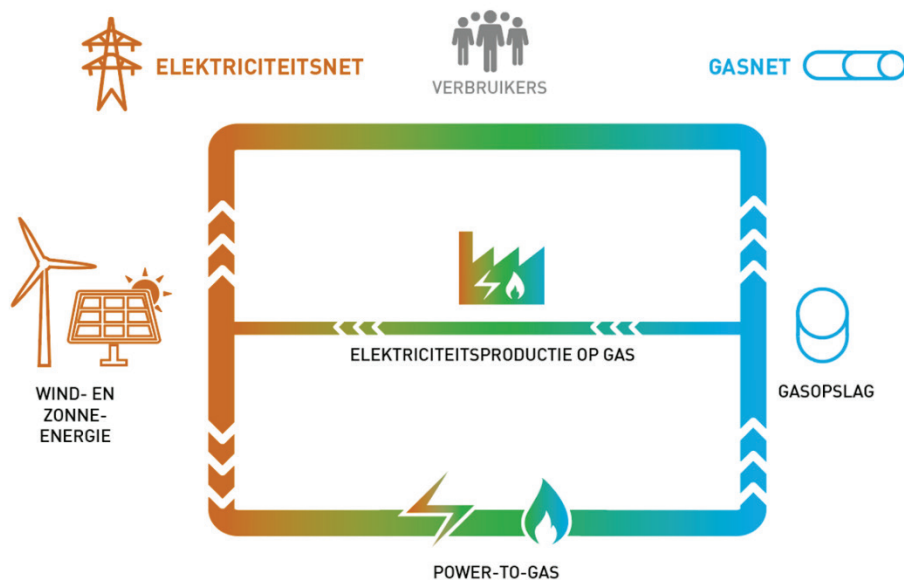 ELEKTRICITEITSNET
VERBRUIKERS
GASNET
WIND- EN
ZONNE-
ENERGIE
ELEKTRICITEITSPRODUCTIE OP GAS
GASOPSLAG
POWER-TO-GAS